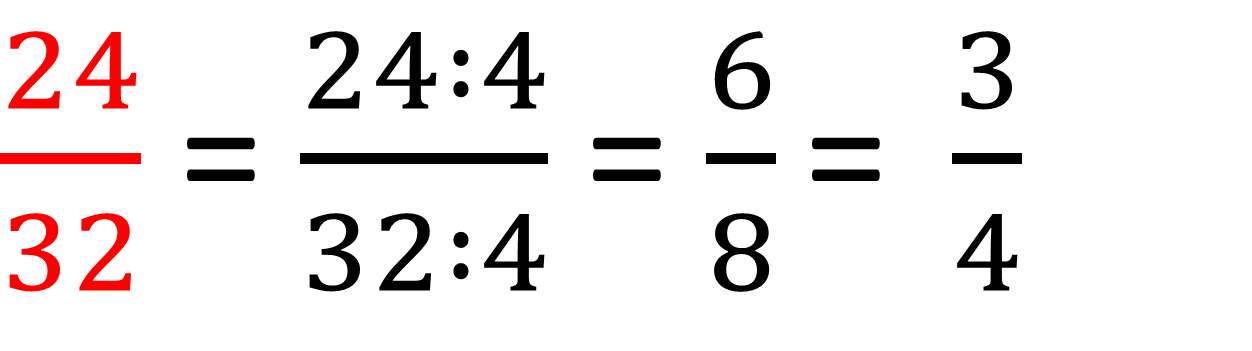 24/32 = 24:4/32:4 = 6/8 = 3/4